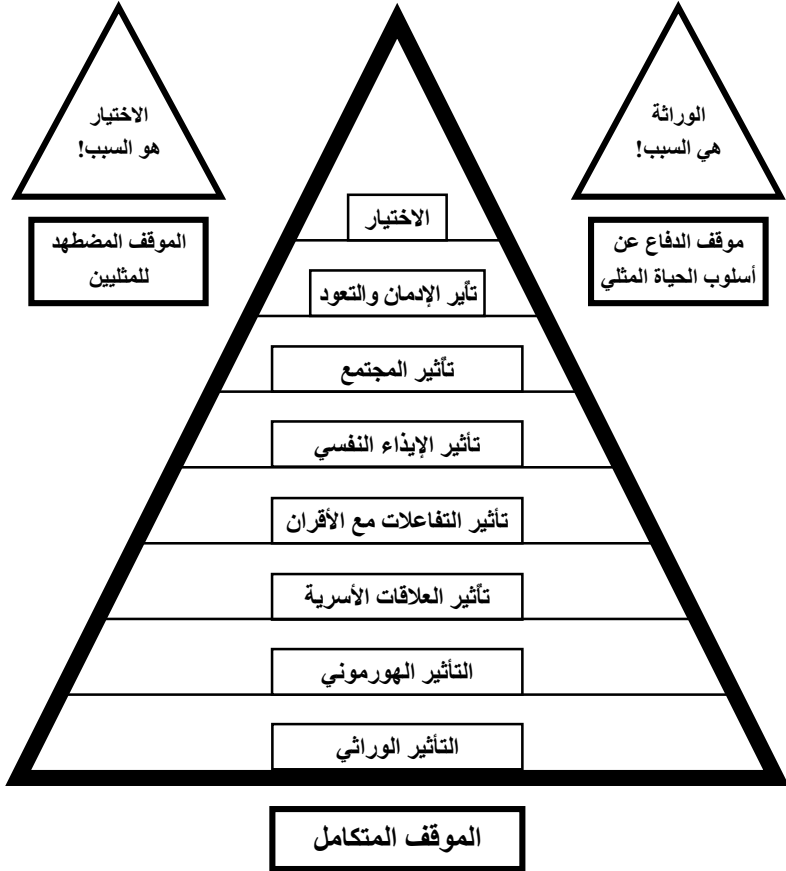 الاختيار
هو السبب!
الوراثة
هي السبب!
الموقف المضطهد
للمثليين
موقف الدفاع عن
أسلوب الحياة المثلي
الاختيار
تأير الإدمان والتعود
تأثير المجتمع
تأثير الإيذاء النفسي
تأثير التفاعلات مع الأقران
تأثير العلاقات الأسرية
التأثير الهورموني
التأثير الوراثي
الموقف المتكامل